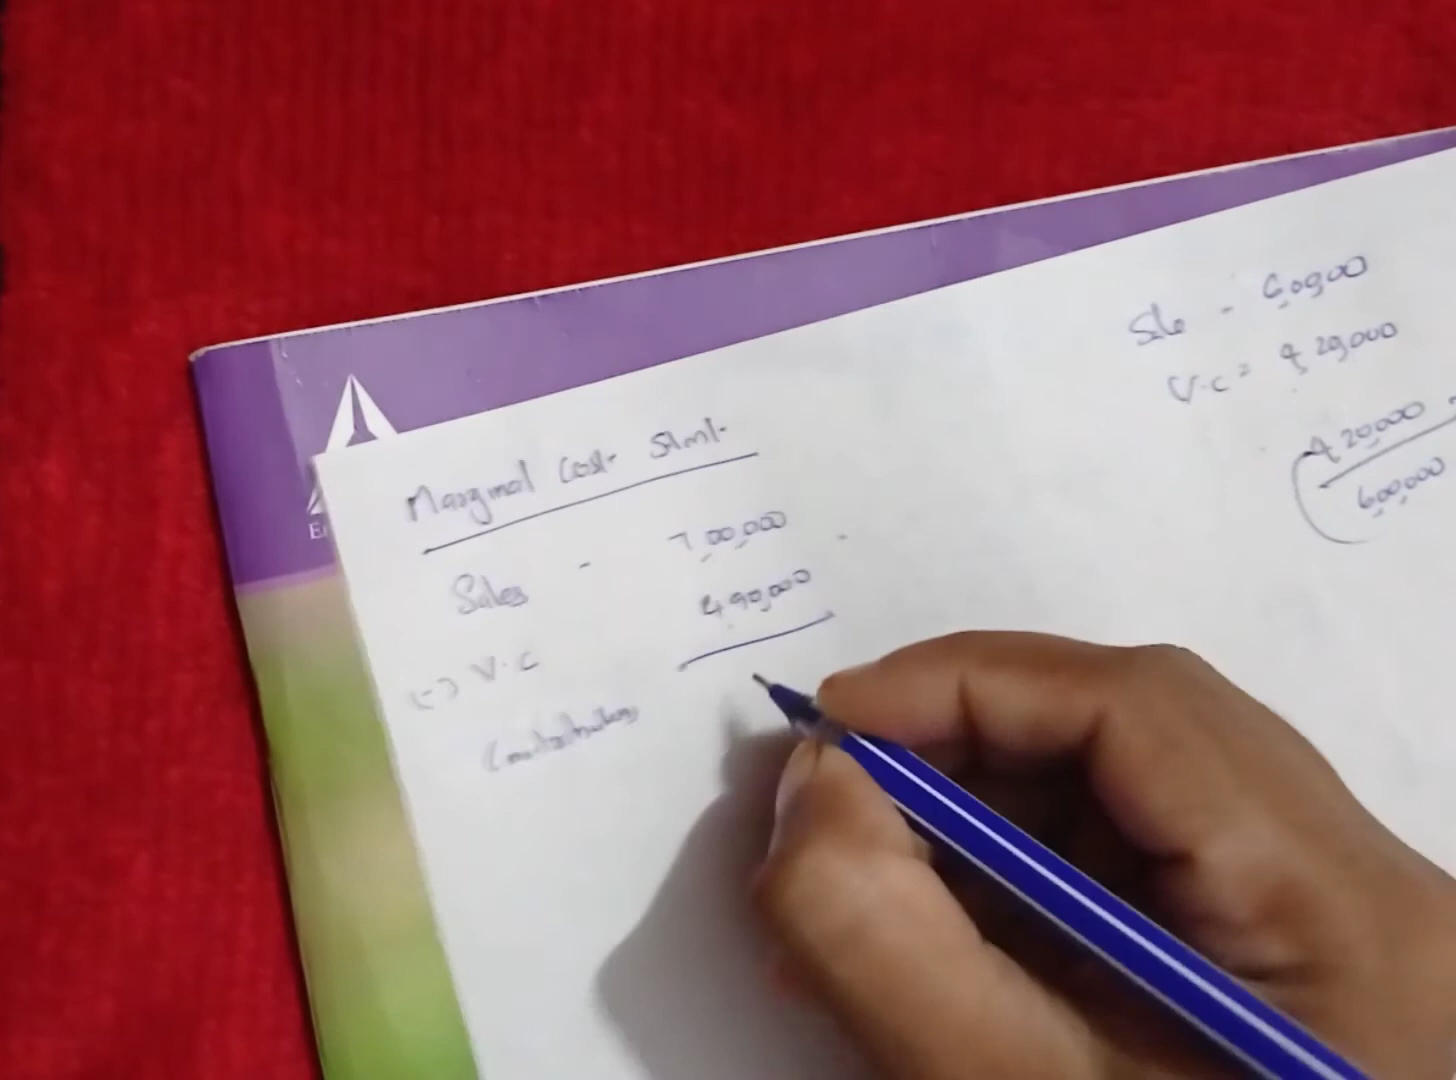 Marginal Cost Stmt.
Sales - 7,00,000
(-) V.C 4,90,000
Contribution
Sale - 6,00,000
V.C = 4,20,000
4,20,000
6,00,000